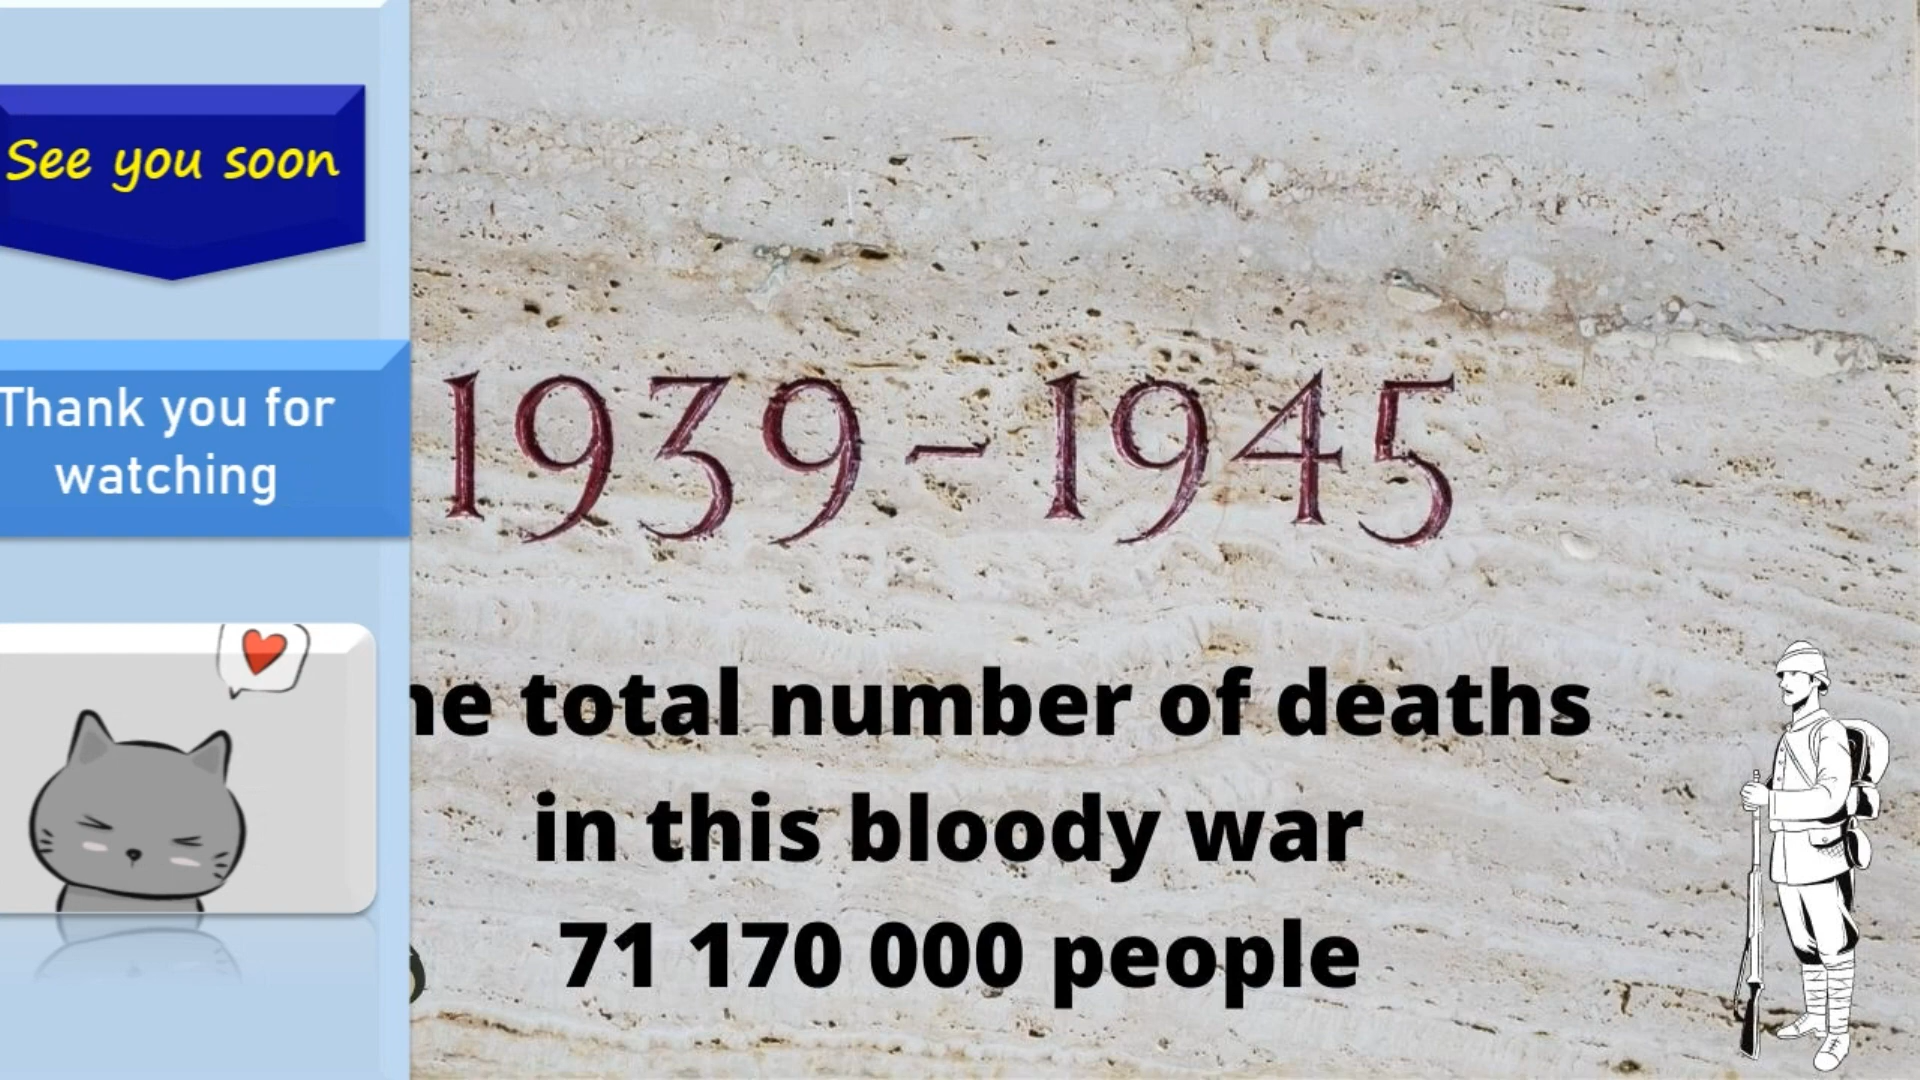 See you soon
Thank you for
watching
1939-1945
total number of deaths
in this bloody war
71 170 000 people